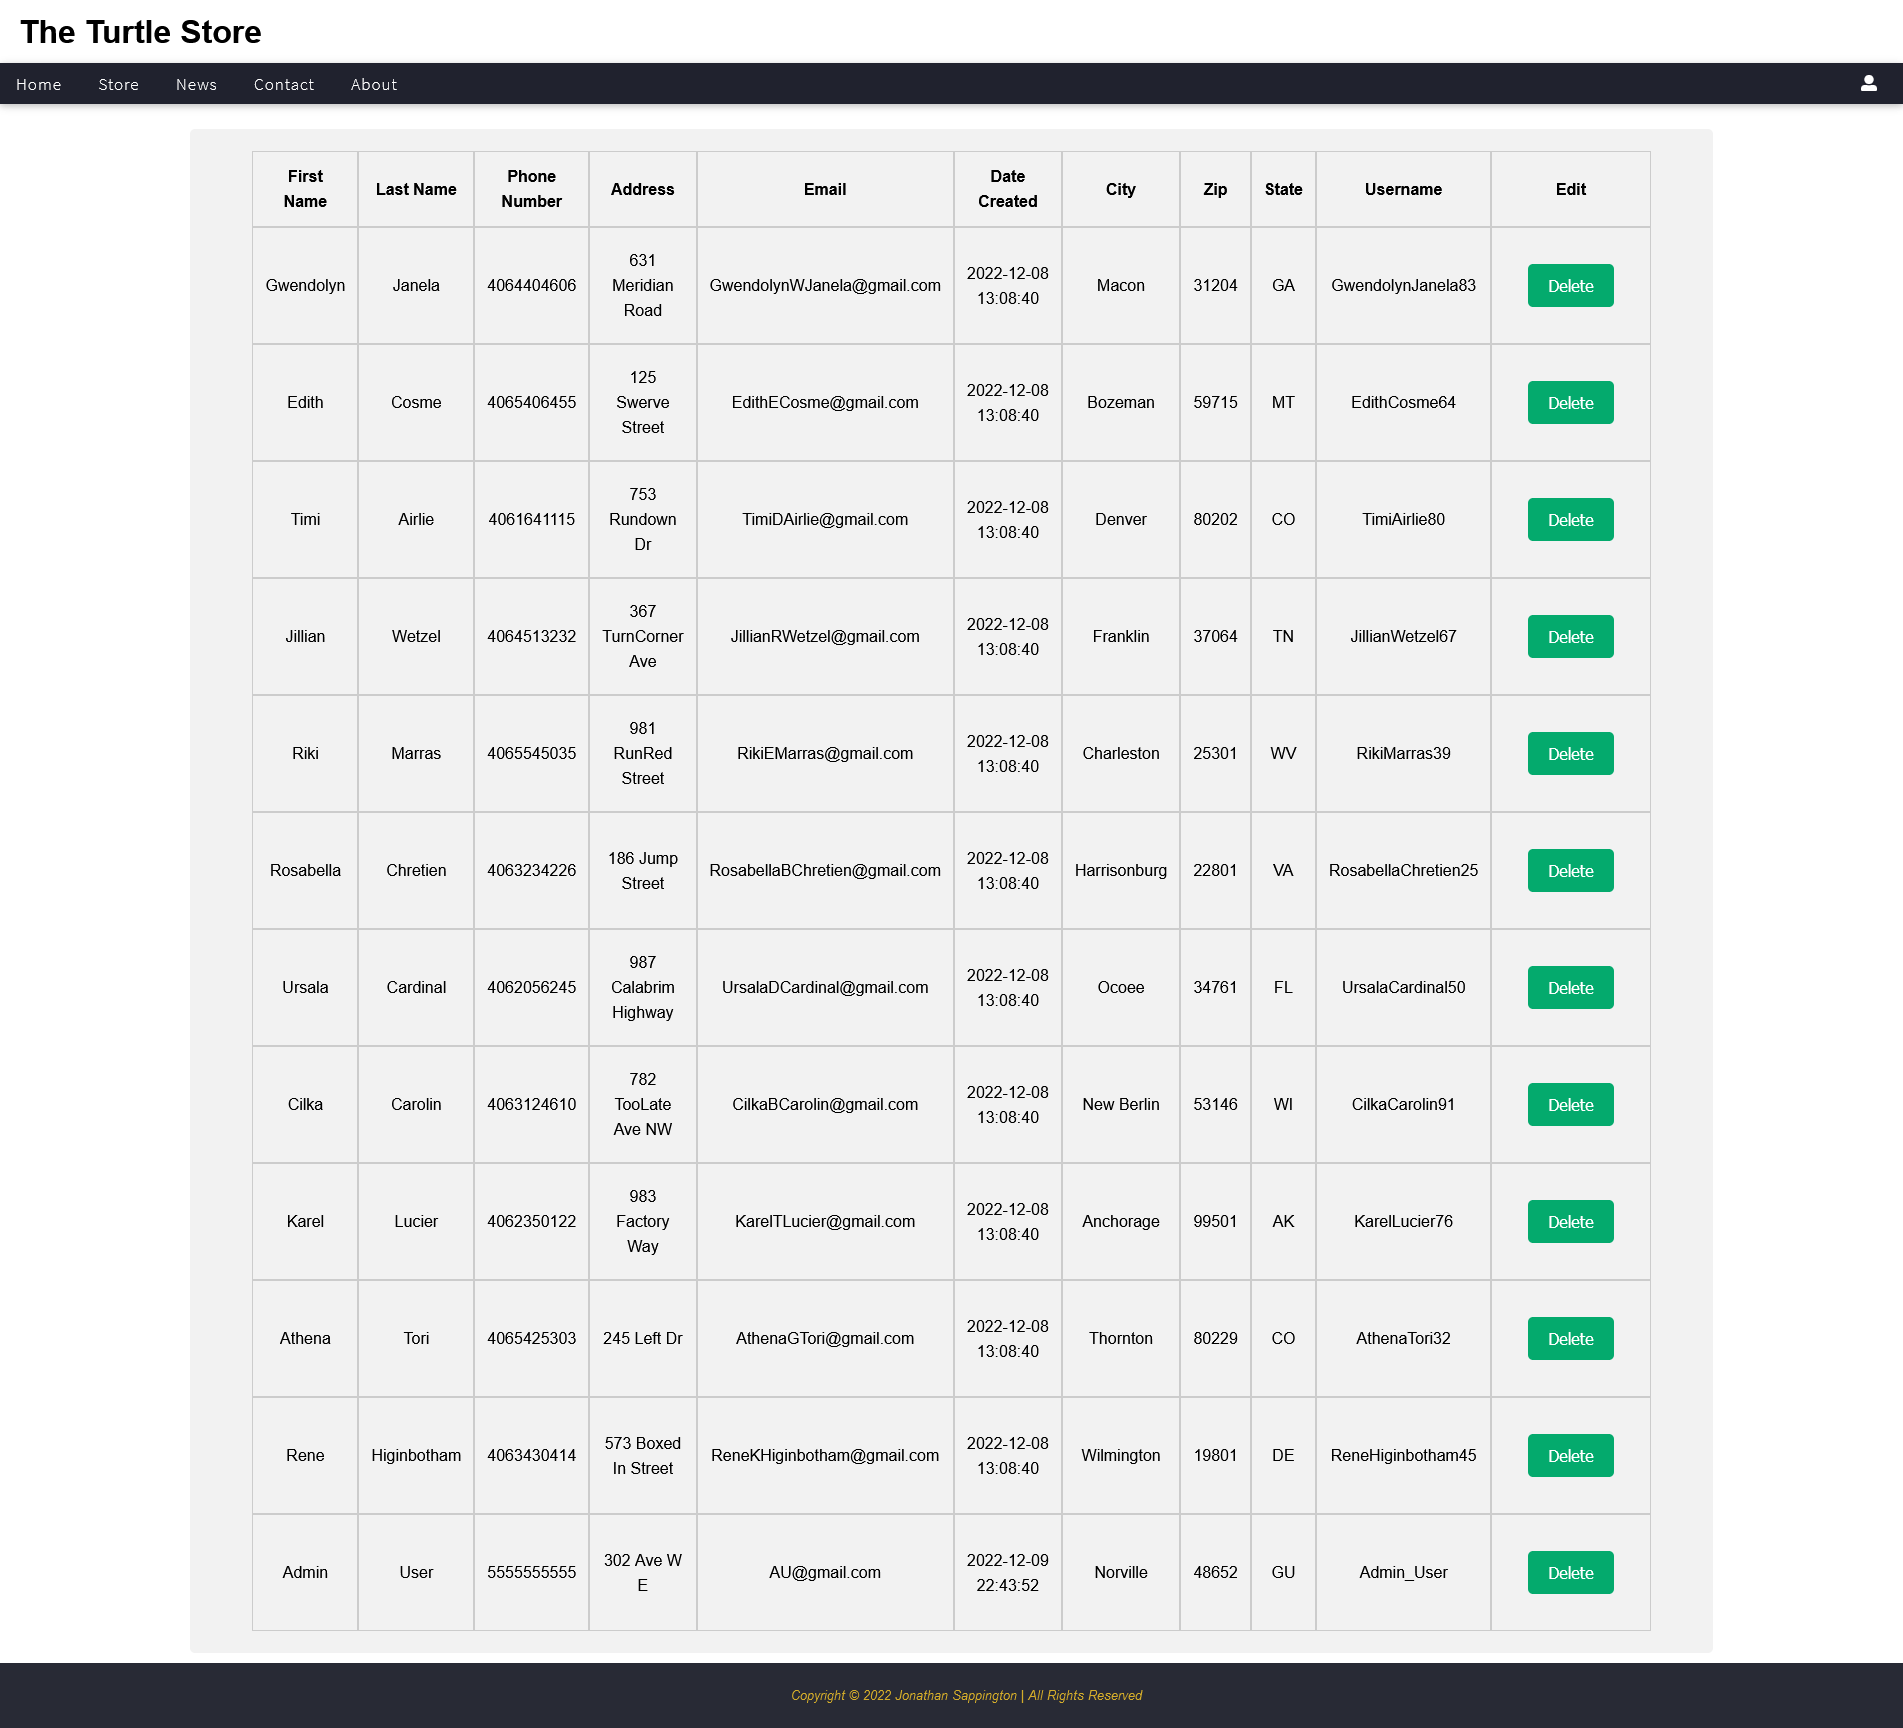 The Turtle Store
Home Store News Contact About
First Name Last Name Phone Number Address Email Date Created City Zip State Username Edit
Gwendolyn Janela 4064404606 631 Meridian Road GwendolynWJanela@gmail.com 2022-12-08 13:08:40 Macon 31204 GA GwendolynJanela83 Delete
Edith Cosme 4065406455 125 Swerve Street EdithECosme@gmail.com 2022-12-08 13:08:40 Bozeman 59715 MT EdithCosme64 Delete
Timi Airlie 4061641115 753 Rundown Dr TimiDAirlie@gmail.com 2022-12-08 13:08:40 Denver 80202 CO TimiAirlie80 Delete
Jillian Wetzel 4064513232 367 TurnCorner Ave JillianRWetzel@gmail.com 2022-12-08 13:08:40 Franklin 37064 TN JillianWetzel67 Delete
Riki Marras 4065545035 981 RunRed Street RikiEMarras@gmail.com 2022-12-08 13:08:40 Charleston 25301 WV RikiMarras39 Delete
Rosabella Chretien 4063234226 186 Jump Street RosabellaBChretien@gmail.com 2022-12-08 13:08:40 Harrisonburg 22801 VA RosabellaChretien25 Delete
Ursala Cardinal 4062056245 987 Calabrim Highway UrsalaDCardinal@gmail.com 2022-12-08 13:08:40 Ocoee 34761 FL UrsalaCardinal50 Delete
Cilka Carolin 4063124610 782 TooLate Ave NW CilkaBCarolin@gmail.com 2022-12-08 13:08:40 New Berlin 53146 WI CilkaCarolin91 Delete
Karel Lucier 4062350122 983 Factory Way KarelTLucier@gmail.com 2022-12-08 13:08:40 Anchorage 99501 AK KarelLucier76 Delete
Athena Tori 4065425303 245 Left Dr AthenaGTori@gmail.com 2022-12-08 13:08:40 Thornton 80229 CO AthenaTori32 Delete
Rene Higinbotham 4063430414 573 Boxed In Street ReneKHiginbotham@gmail.com 2022-12-08 13:08:40 Wilmington 19801 DE ReneHiginbotham45 Delete
Admin User 5555555555 302 Ave W E AU@gmail.com 2022-12-09 22:43:52 Norville 48652 GU Admin_User Delete
Copyright © 2022 Jonathan Sappington | All Rights Reserved